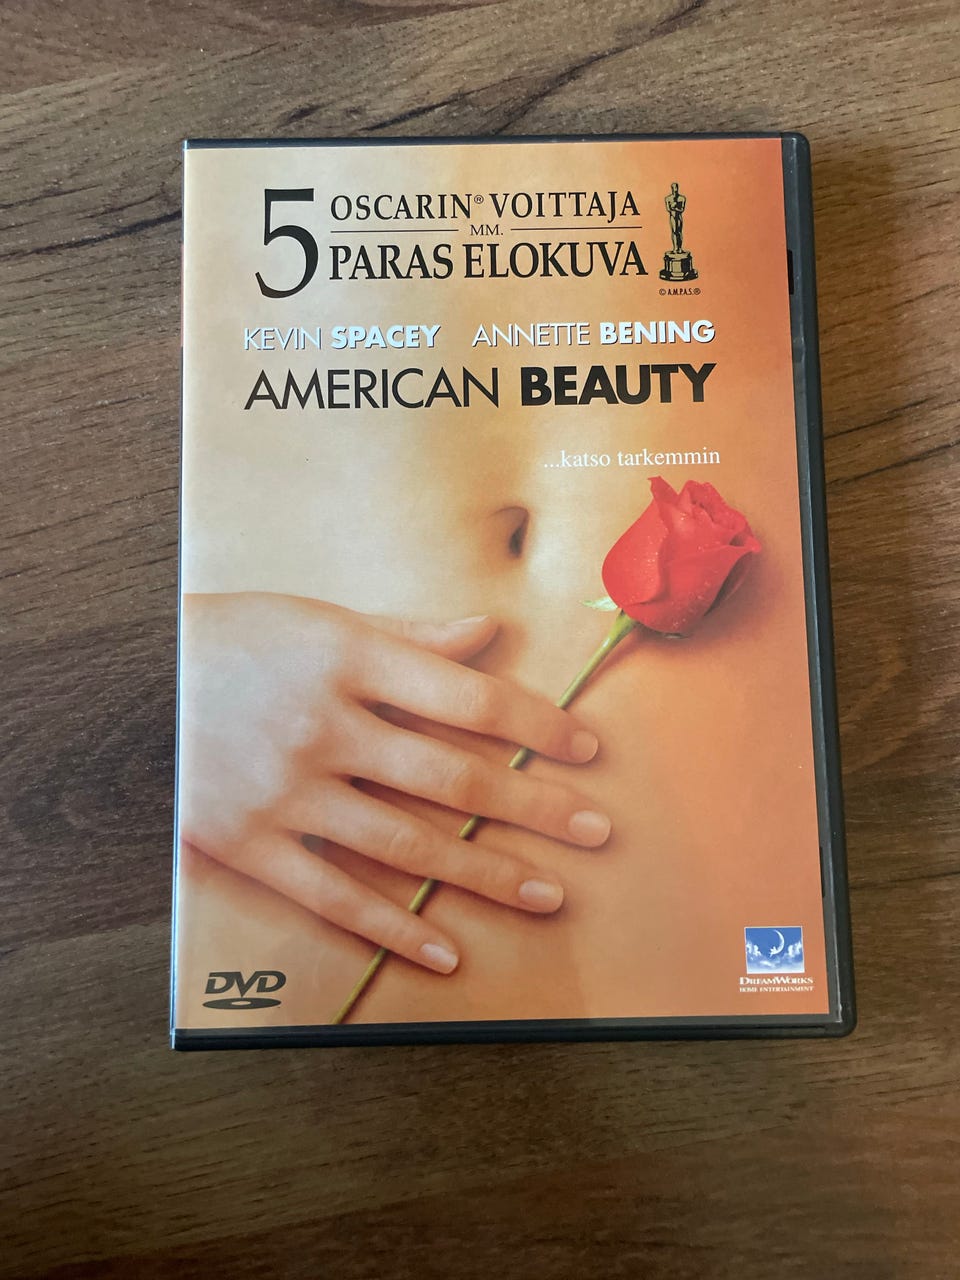 5 OSCARIN® VOITTAJA
MM.
PARAS ELOKUVA
© A.M.P.A.S.®
KEVIN SPACEY ANNETTE BENING
AMERICAN BEAUTY
...katso tarkemmin
DVD
DREAMWORKS
HOME ENTERTAINMENT